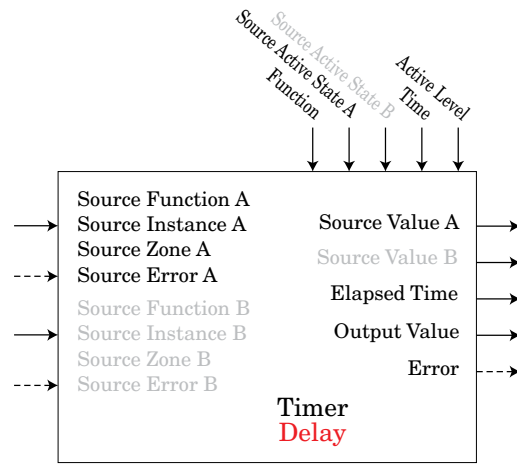 Function
Source Active State A
Source Active State B
Time
Active Level
Source Function A
Source Instance A
Source Zone A
Source Error A
Source Function B
Source Instance B
Source Zone B
Source Error B
Source Value A
Source Value B
Elapsed Time
Output Value
Error
Timer
Delay